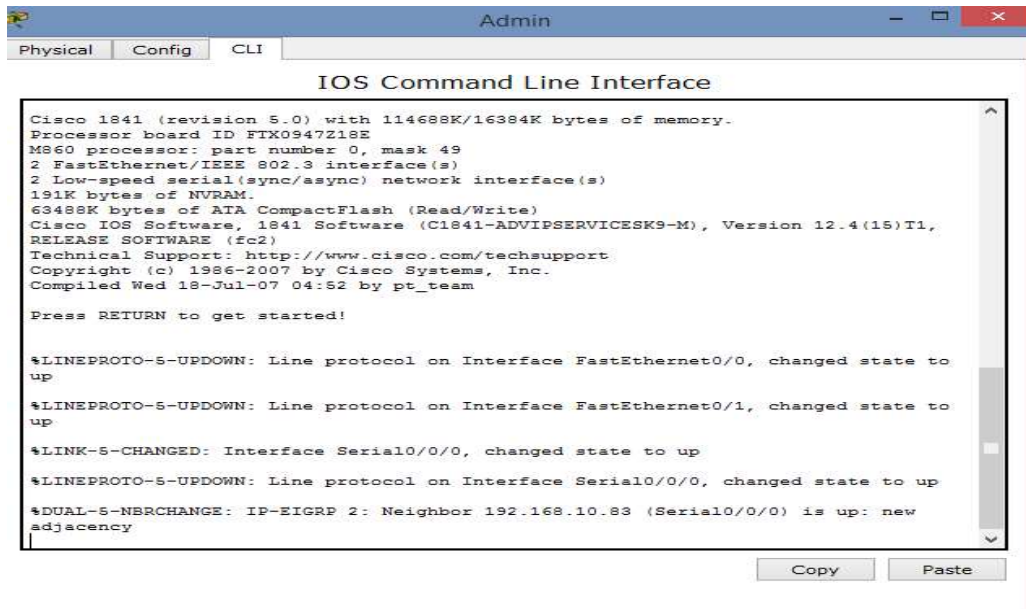 Admin
Physical Config CLI
IOS Command Line Interface
Cisco 1841 (revision 5.0) with 114688K/16384K bytes of memory.
Processor board ID FTX0947Z18E
M860 processor: part number 0, mask 49
2 FastEthernet/IEEE 802.3 interface(s)
2 Low-speed serial(sync/async) network interface(s)
191K bytes of NVRAM.
63488K bytes of ATA CompactFlash (Read/Write)
Cisco IOS Software, 1841 Software (C1841-ADVIPSERVICESK9-M), Version 12.4(15)T1,
RELEASE SOFTWARE (fc2)
Technical Support: http://www.cisco.com/techsupport
Copyright (c) 1986-2007 by Cisco Systems, Inc.
Compiled Wed 18-Jul-07 04:52 by pt_team
Press RETURN to get started!
%LINEPROTO-5-UPDOWN: Line protocol on Interface FastEthernet0/0, changed state to
up
%LINEPROTO-5-UPDOWN: Line protocol on Interface FastEthernet0/1, changed state to
up
%LINK-5-CHANGED: Interface Serial0/0/0, changed state to up
%LINEPROTO-5-UPDOWN: Line protocol on Interface Serial0/0/0, changed state to up
%DUAL-5-NBRCHANGE: IP-EIGRP 2: Neighbor 192.168.10.83 (Serial0/0/0) is up: new
adjacency
Copy Paste